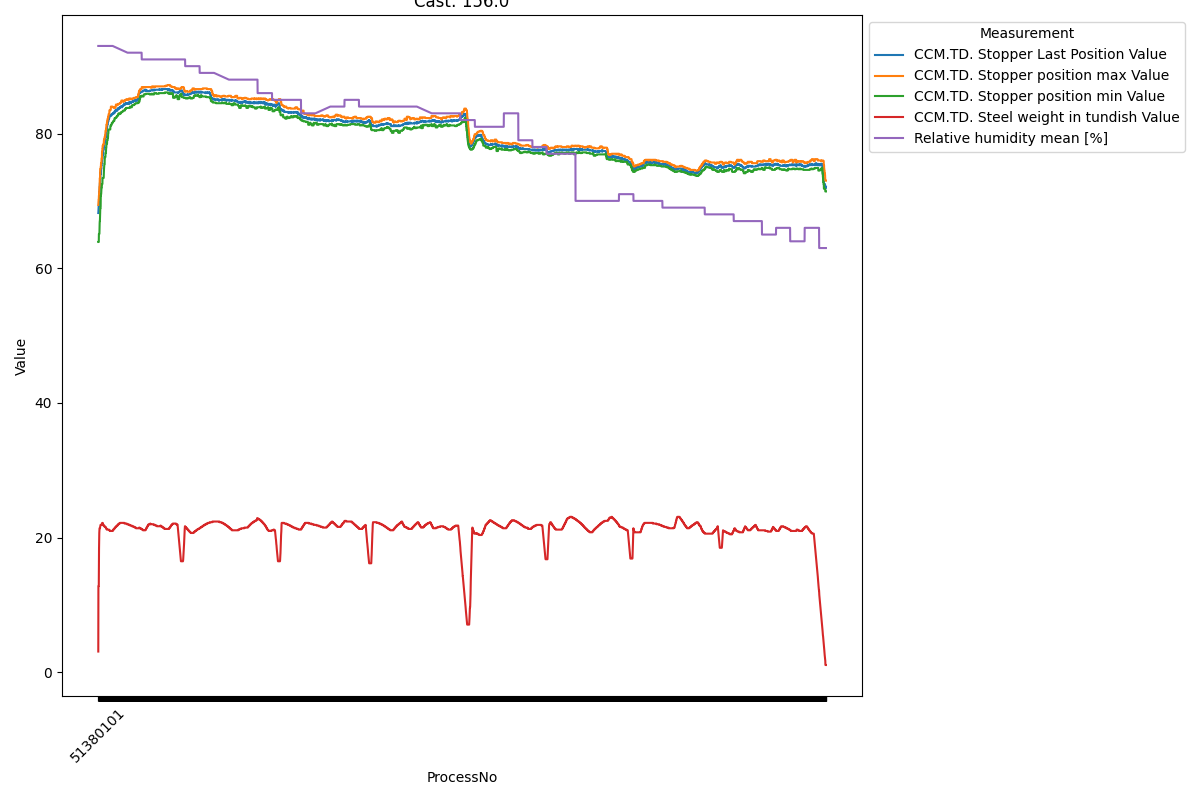 Cast: 156.0
Measurement
CCM.TD. Stopper Last Position Value
CCM.TD. Stopper position max Value
CCM.TD. Stopper position min Value
CCM.TD. Steel weight in tundish Value
Relative humidity mean [%]
80
60
40
20
0
Value
51380101
ProcessNo